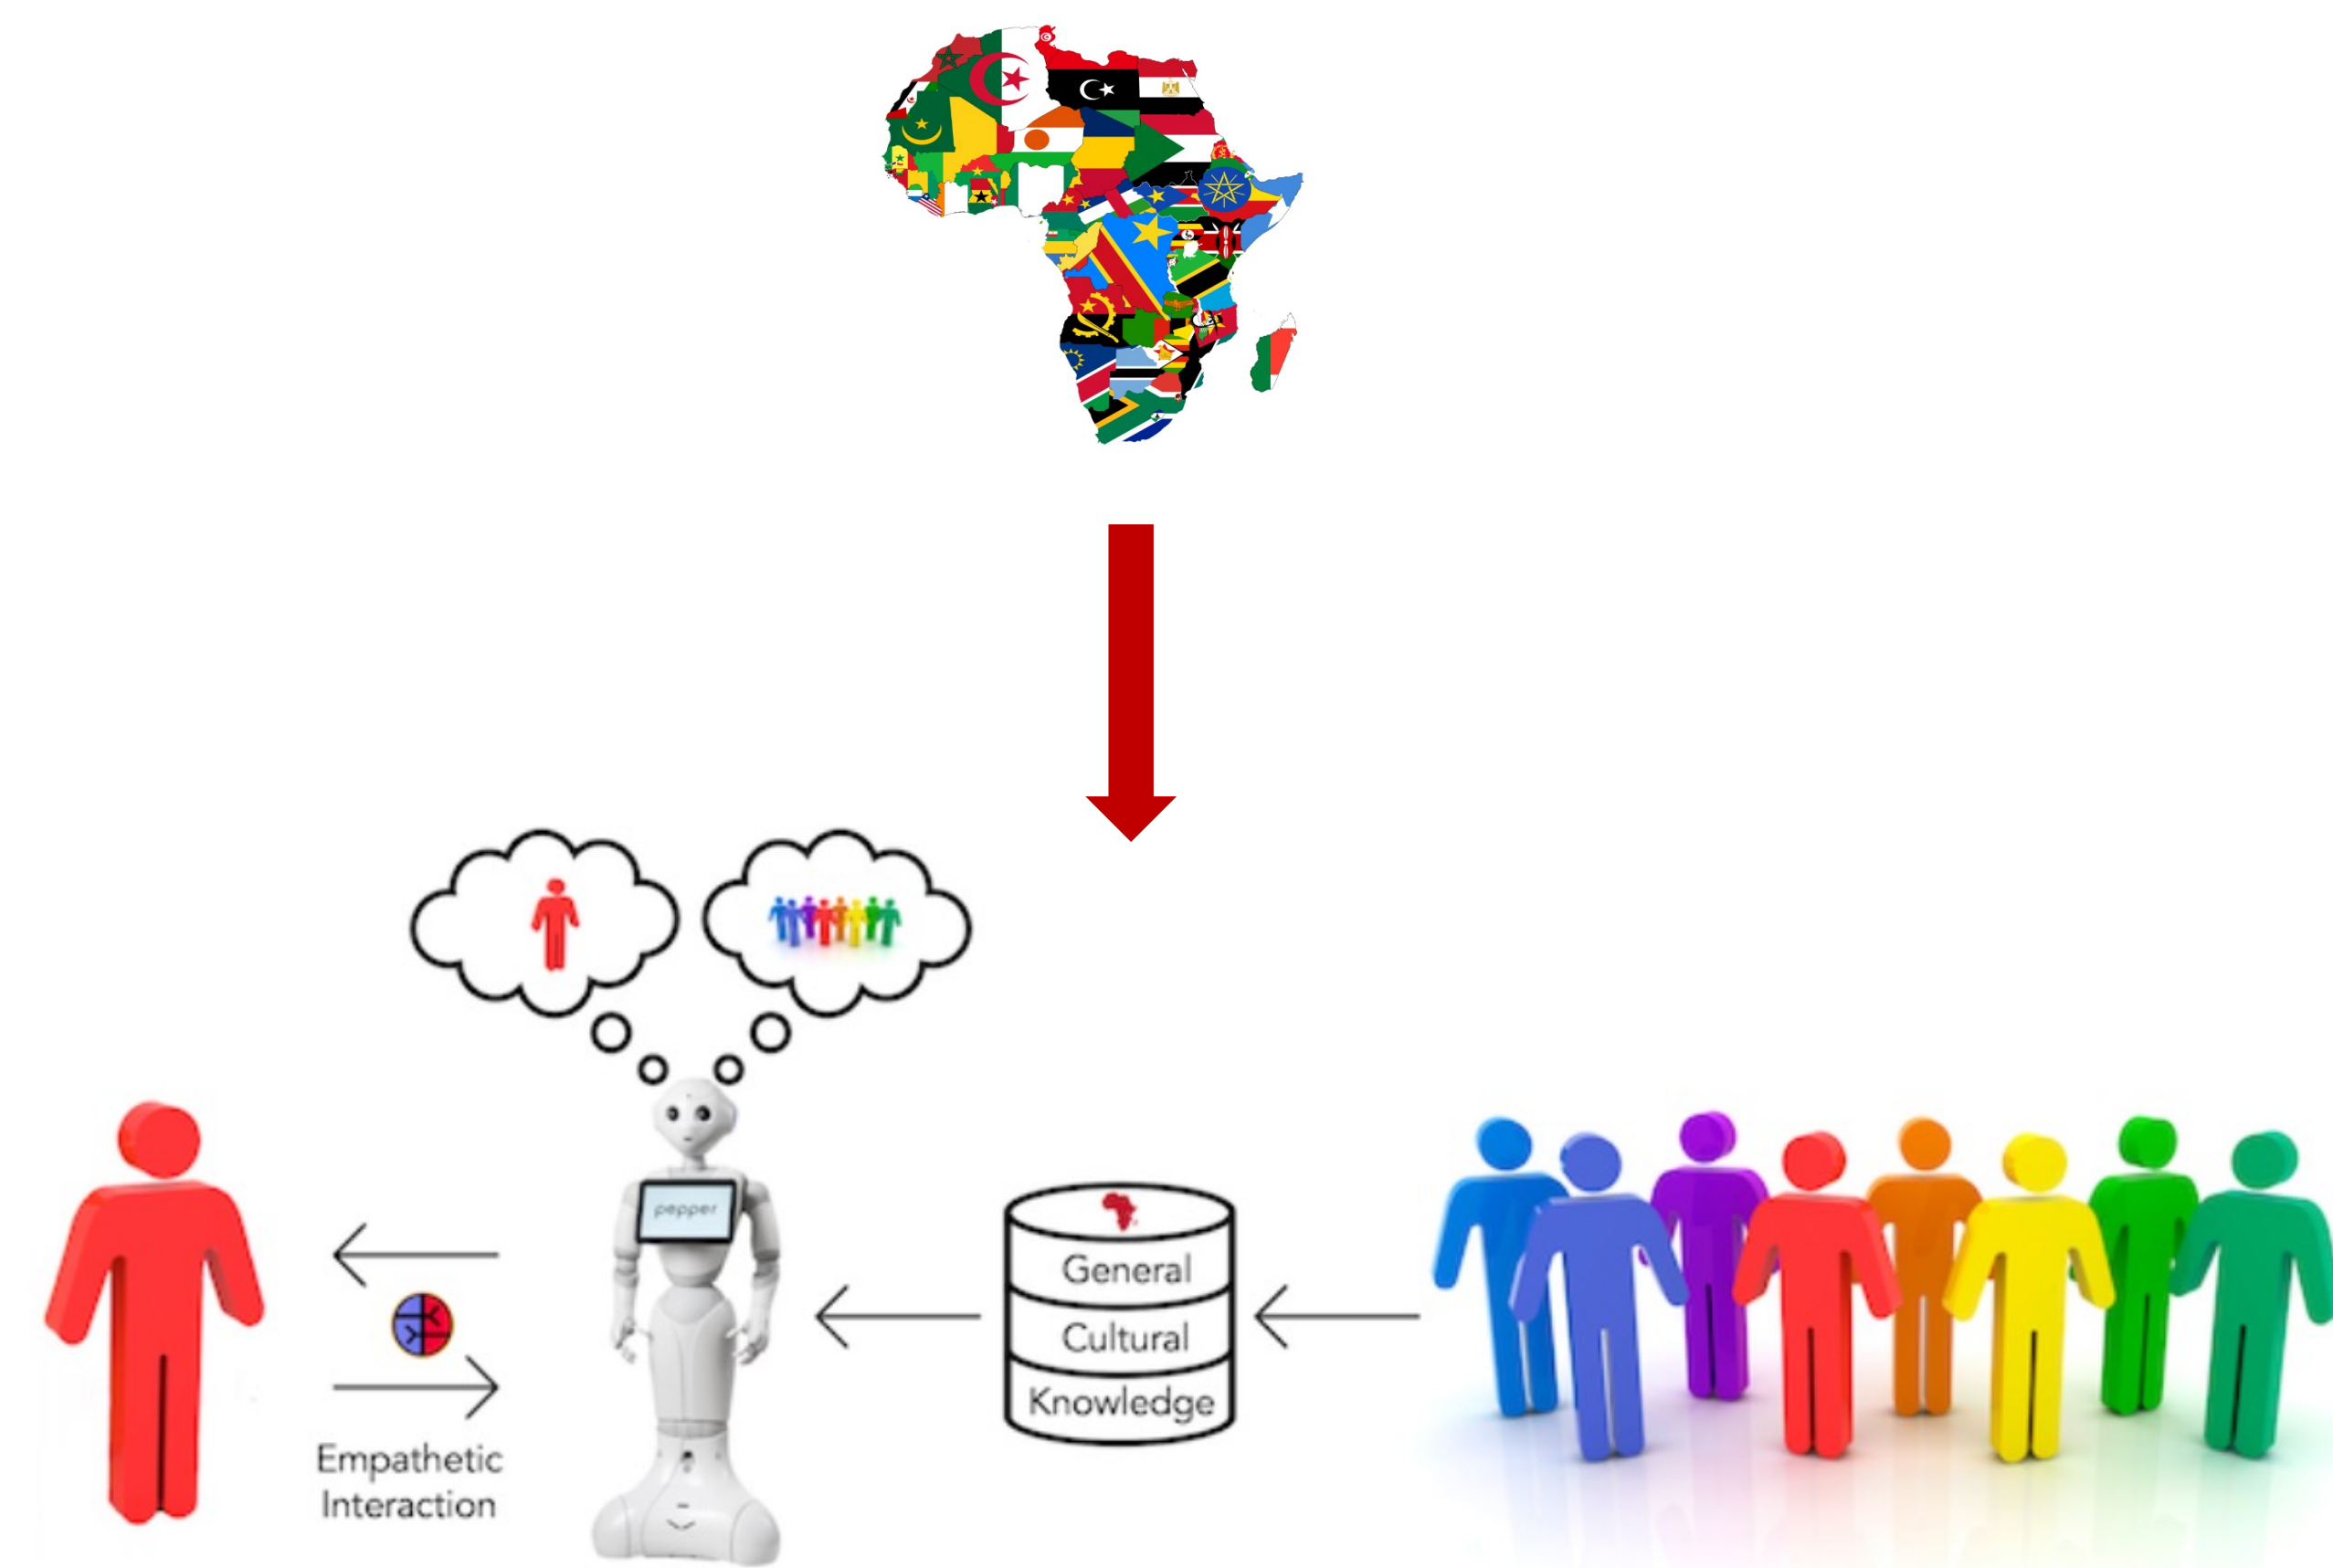 pepper
General
Cultural
Knowledge
Empathetic
Interaction